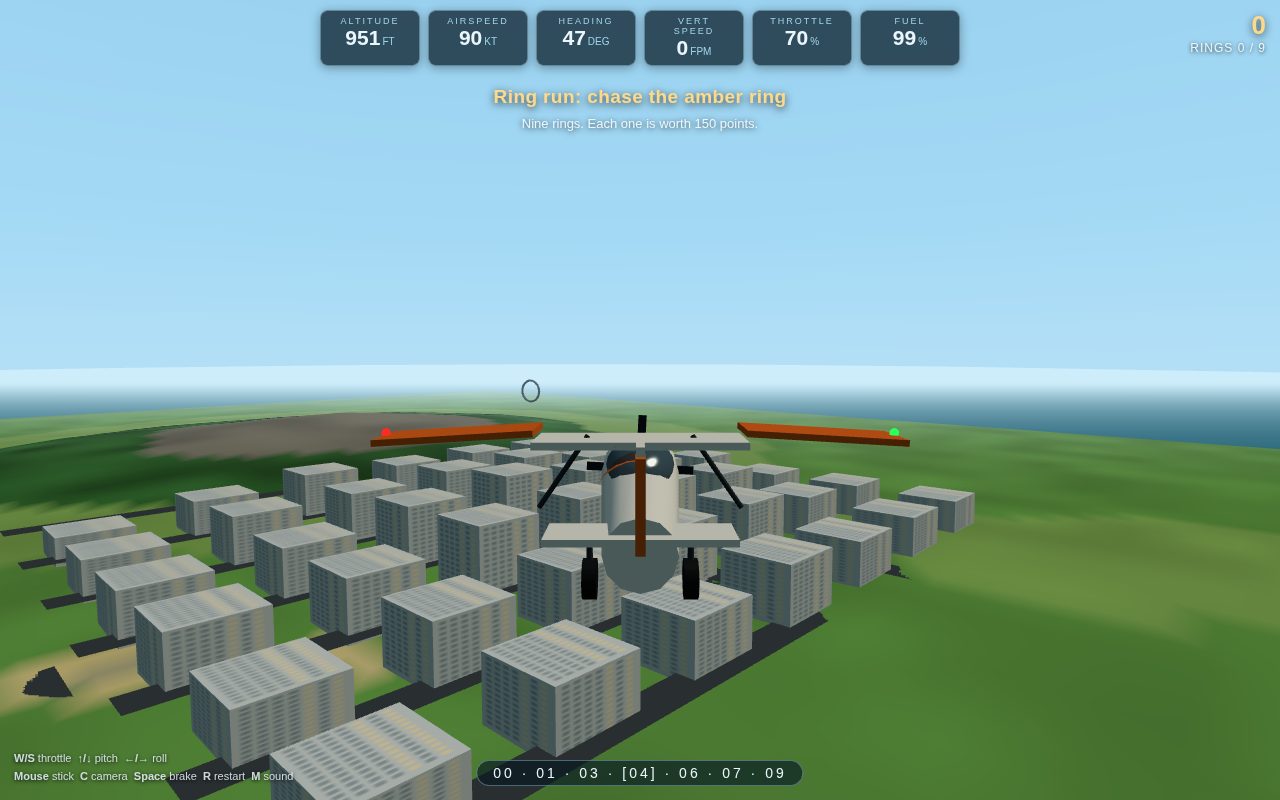 ALTITUDE
951 FT
AIRSPEED
90 KT
HEADING
47 DEG
VERT
SPEED
0 FPM
THROTTLE
70 %
FUEL
99 %
0
RINGS 0 / 9
Ring run: chase the amber ring
Nine rings. Each one is worth 150 points.
W/S throttle ↑/↓ pitch ←/→ roll
Mouse stick C camera Space brake R restart M sound
00 · 01 · 03 · [04] · 06 · 07 · 09